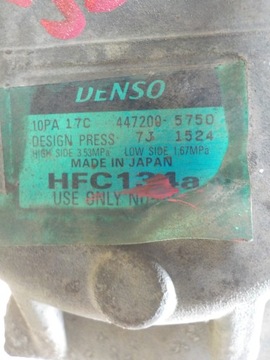 DENSO
10PA 17C 447200-5750
DESIGN PRESS 7J 1524
HIGH SIDE 3.53MPa LOW SIDE 1.67MPa
MADE IN JAPAN
HFC134a
USE ONLY